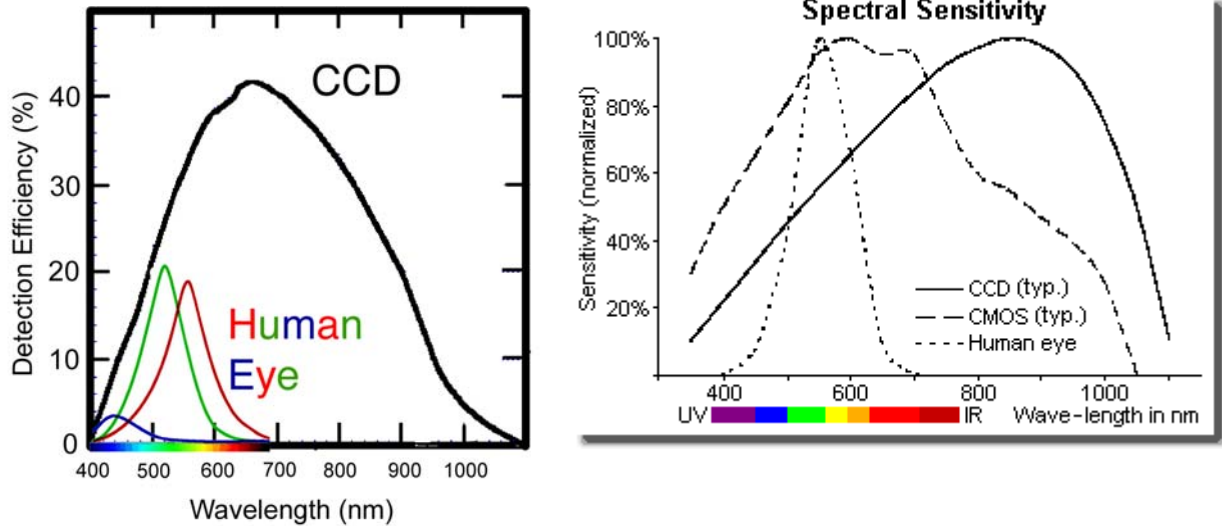 CCD
Human
Eye
Detection Efficiency (%)
40
30
20
10
0
400 500 600 700 800 900 1000
Wavelength (nm)
Spectral Sensitivity
Sensitivity (normalized)
100%
80%
60%
40%
20%
CCD (typ.)
CMOS (typ.)
Human eye
400 600 800 1000
UV IR Wave-length in nm